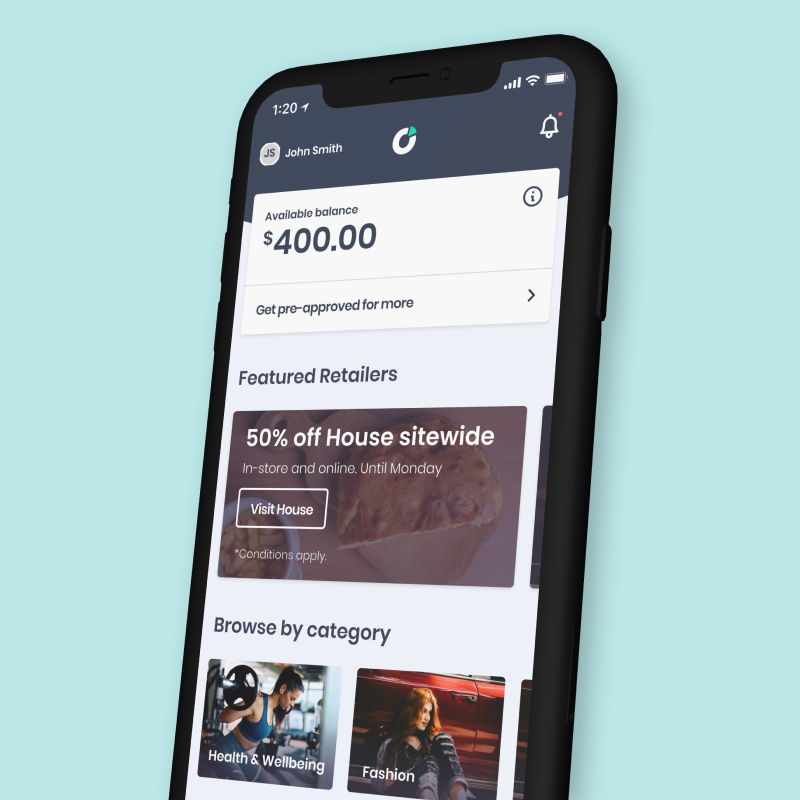 1:20
JS John Smith
Available balance
$400.00
Get pre-approved for more
Featured Retailers
50% off House sitewide
In-store and online. Until Monday
Visit House
*Conditions apply.
Browse by category
Health & Wellbeing
Fashion